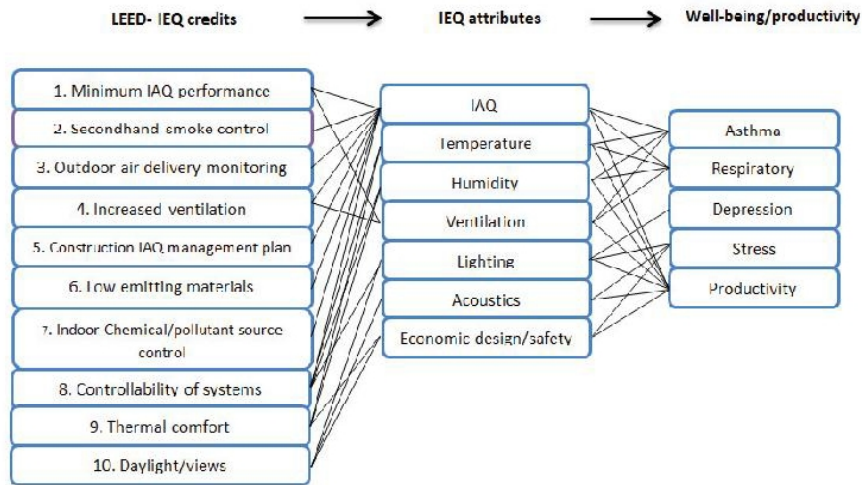 LEED- IEQ credits
IEQ attributes
Well-being/productivity
1. Minimum IAQ performance
2. Secondhand smoke control
3. Outdoor air delivery monitoring
4. Increased ventilation
5. Construction IAQ management plan
6. Low emitting materials
7. Indoor Chemical/pollutant source
control
8. Controllability of systems
9. Thermal comfort
10. Daylight/views
IAQ
Temperature
Humidity
Ventilation
Lighting
Acoustics
Economic design/safety
Asthma
Respiratory
Depression
Stress
Productivity